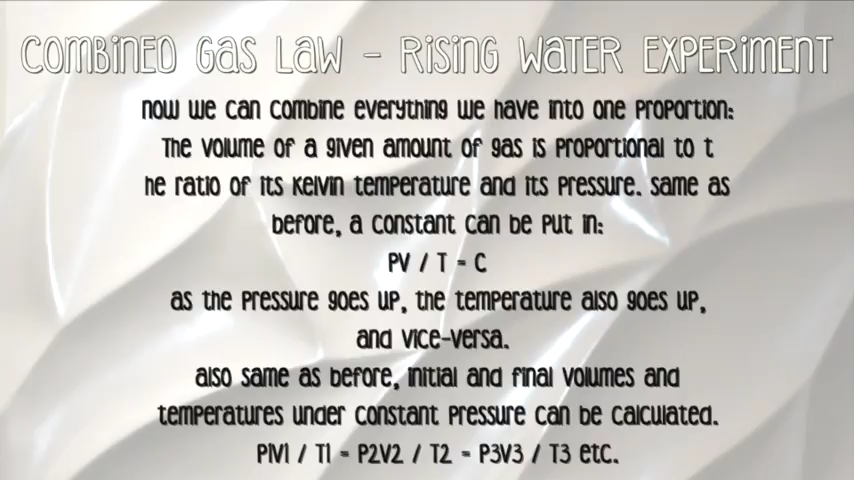 Combined Gas Law - Rising Water Experiment
Now we can combine everything we have into one proportion:
The volume of a given amount of gas is proportional to t
he ratio of its Kelvin temperature and its pressure. Same as
before, a constant can be put in:
PV / T = C
As the pressure goes up, the temperature also goes up,
and vice-versa.
Also same as before, initial and final volumes and
temperatures under constant pressure can be calculated.
P1V1 / T1 = P2V2 / T2 = P3V3 / T3 etc.